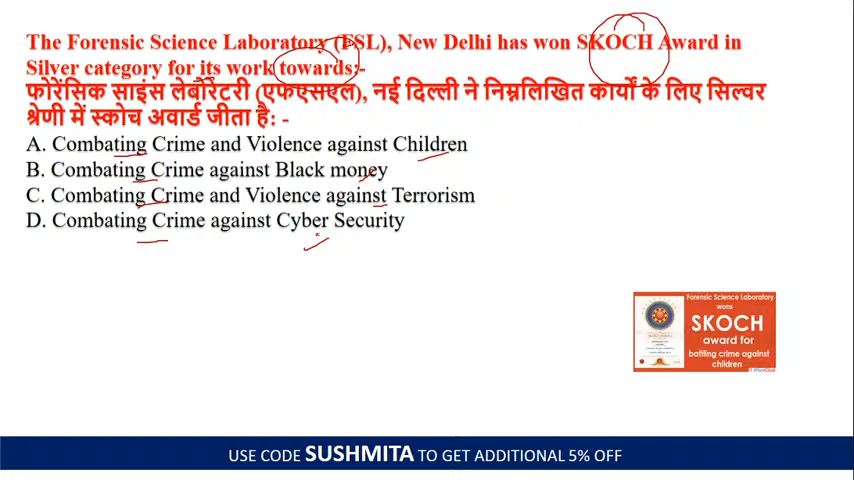 The Forensic Science Laboratory (FSL), New Delhi has won SKOCH Award in
Silver category for its work towards:-
फोरेंसिक साइंस लेबोरेटरी (एफएसएल), नई दिल्ली ने निम्नलिखित कार्यों के लिए सिल्वर
श्रेणी में स्कोच अवार्ड जीता है: -
A. Combating Crime and Violence against Children
B. Combating Crime against Black money
C. Combating Crime and Violence against Terrorism
D. Combating Crime against Cyber Security
Forensic Science Laboratory
wons
SKOCH
award for
battling crime against
children
USE CODE SUSHMITA TO GET ADDITIONAL 5% OFF